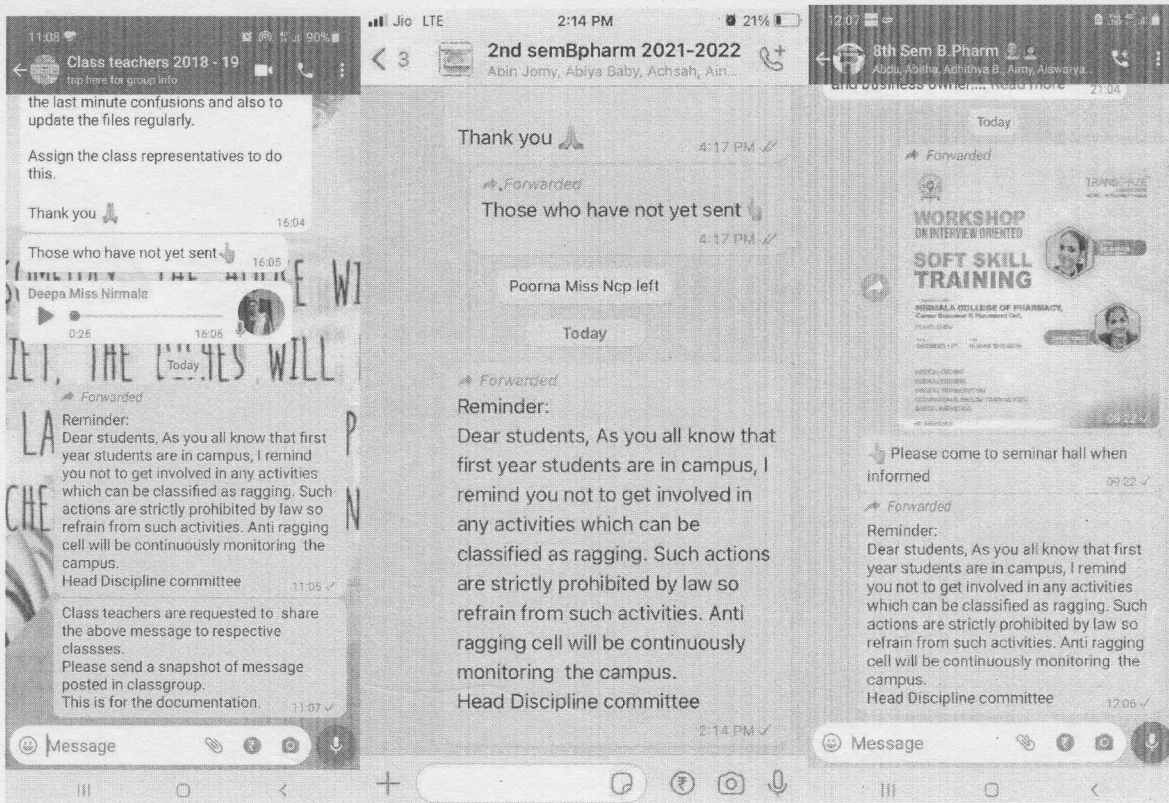 11:08
90%
Class teachers 2018 - 19
tap here for group info
the last minute confusions and also to
update the files regularly.
Assign the class representatives to do
this.
Thank you 🙏
16:04
Those who have not yet sent 👆
16:05
Deepa Miss Nirmala
0:26
16:06
Today
Forwarded
Reminder:
Dear students, As you all know that first
year students are in campus, I remind
you not to get involved in any activities
which can be classified as ragging. Such
actions are strictly prohibited by law so
refrain from such activities. Anti ragging
cell will be continuously monitoring the
campus.
Head Discipline committee
11:05
Class teachers are requested to share
the above message to respective
classses.
Please send a snapshot of message
posted in classgroup.
This is for the documentation.
11:07
Message
Jio LTE
2:14 PM
21%
3
2nd semBpharm 2021-2022
Abin Jomy, Abiya Baby, Achsah, Ain...
Thank you 🙏
4:17 PM
Forwarded
Those who have not yet sent 👆
4:17 PM
Poorna Miss Ncp left
Today
Forwarded
Reminder:
Dear students, As you all know that
first year students are in campus, I
remind you not to get involved in
any activities which can be
classified as ragging. Such actions
are strictly prohibited by law so
refrain from such activities. Anti
ragging cell will be continuously
monitoring the campus.
Head Discipline committee
2:14 PM
12:07
8th Sem B.Pharm
Abdu, Abitha, Adhithya B., Aimy, Aiswarya...
and business owner.... Read more
21:04
Today
Forwarded
WORKSHOP
ON INTERVIEW ORIENTED
SOFT SKILL
TRAINING
NIRMALA COLLEGE OF PHARMACY,
09:22
👆 Please come to seminar hall when
informed
09:22
Forwarded
Reminder:
Dear students, As you all know that first
year students are in campus, I remind
you not to get involved in any activities
which can be classified as ragging. Such
actions are strictly prohibited by law so
refrain from such activities. Anti ragging
cell will be continuously monitoring the
campus.
Head Discipline committee
12:06
Message